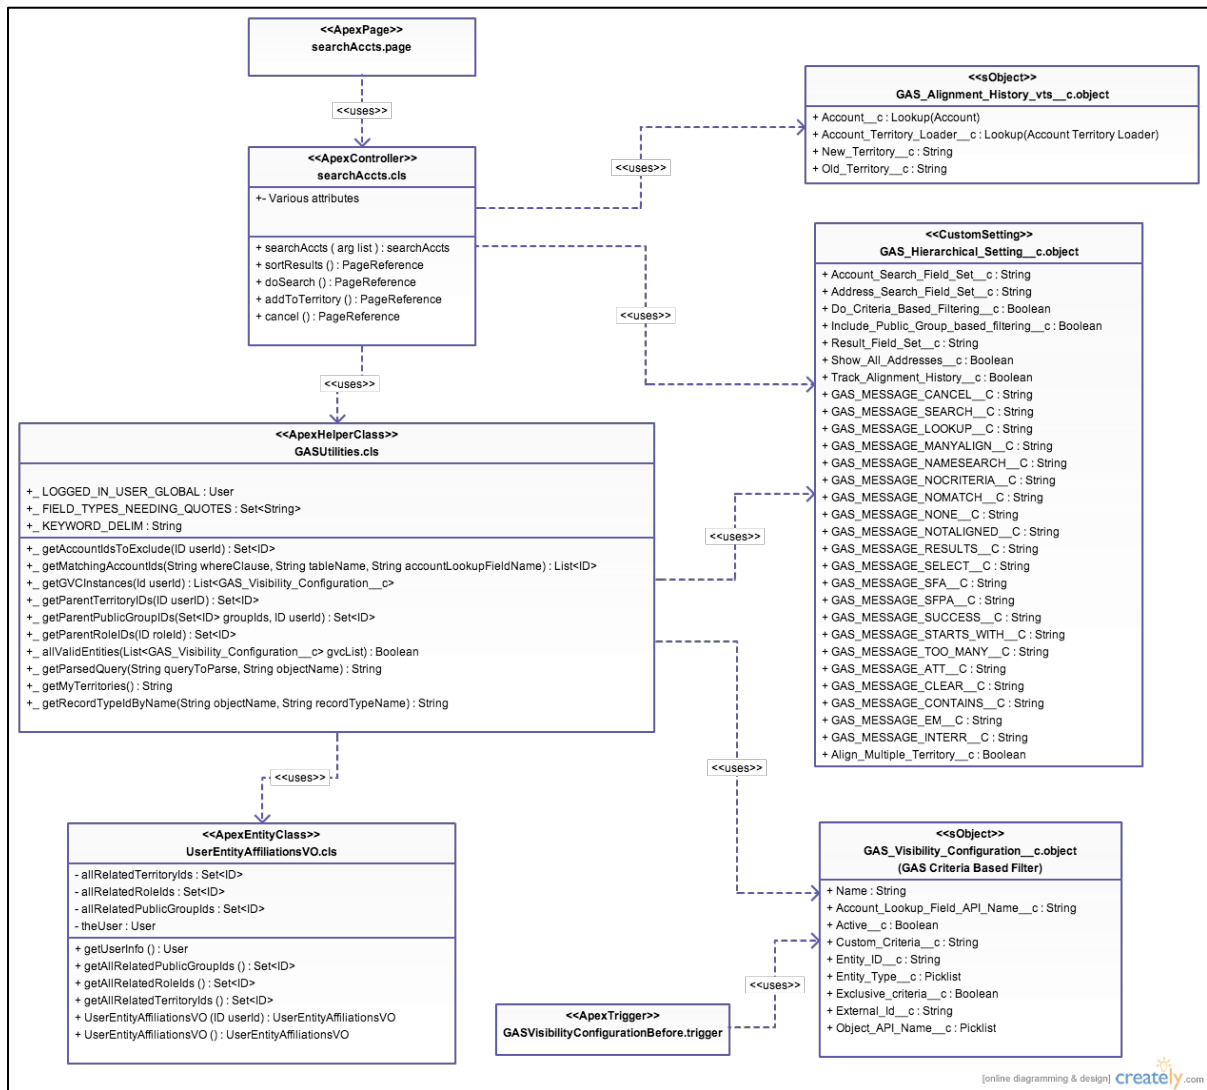 <<ApexPage>>
searchAccts.page
<<uses>>
<<ApexController>>
searchAccts.cls
+- Various attributes
+ searchAccts ( arg list ) : searchAccts
+ sortResults () : PageReference
+ doSearch () : PageReference
+ addToTerritory () : PageReference
+ cancel () : PageReference
<<uses>>
<<sObject>>
GAS_Alignment_History_vts__c.object
+ Account__c : Lookup(Account)
+ Account_Territory_Loader__c : Lookup(Account Territory Loader)
+ New_Territory__c : String
+ Old_Territory__c : String
<<uses>>
<<CustomSetting>>
GAS_Hierarchical_Setting__c.object
+ Account_Search_Field_Set__c : String
+ Address_Search_Field_Set__c : String
+ Do_Criteria_Based_Filtering__c : Boolean
+ Include_Public_Group_based_filtering__c : Boolean
+ Result_Field_Set__c : String
+ Show_All_Addresses__c : Boolean
+ Track_Alignment_History__c : Boolean
+ GAS_MESSAGE_CANCEL__C : String
+ GAS_MESSAGE_SEARCH__C : String
+ GAS_MESSAGE_LOOKUP__C : String
+ GAS_MESSAGE_MANYALIGN__C : String
+ GAS_MESSAGE_NAMESEARCH__C : String
+ GAS_MESSAGE_NOCRITERIA__C : String
+ GAS_MESSAGE_NOMATCH__C : String
+ GAS_MESSAGE_NONE__C : String
+ GAS_MESSAGE_NOTALIGNED__C : String
+ GAS_MESSAGE_RESULTS__C : String
+ GAS_MESSAGE_SELECT__C : String
+ GAS_MESSAGE_SFA__C : String
+ GAS_MESSAGE_SFPA__C : String
+ GAS_MESSAGE_SUCCESS__C : String
+ GAS_MESSAGE_STARTS_WITH__C : String
+ GAS_MESSAGE_TOO_MANY__C : String
+ GAS_MESSAGE_ATT__C : String
+ GAS_MESSAGE_CLEAR__C : String
+ GAS_MESSAGE_CONTAINS__C : String
+ GAS_MESSAGE_EM__C : String
+ GAS_MESSAGE_INTERR__C : String
+ Align_Multiple_Territory__c : Boolean
<<uses>>
<<ApexHelperClass>>
GASUtilities.cls
+_ LOGGED_IN_USER_GLOBAL : User
+_ FIELD_TYPES_NEEDING_QUOTES : Set<String>
+_ KEYWORD_DELIM : String
+_ getAccountIdsToExclude(ID userId) : Set<ID>
+_ getMatchingAccountIds(String whereClause, String tableName, String accountLookupFieldName) : List<ID>
+_ getGVCInstances(Id userId) : List<GAS_Visibility_Configuration__c>
+_ getParentTerritoryIDs(ID userID) : Set<ID>
+_ getParentPublicGroupIDs(Set<ID> groupIds, ID userId) : Set<ID>
+_ getParentRoleIDs(ID roleId) : Set<ID>
+_ allValidEntities(List<GAS_Visibility_Configuration__c> gvcList) : Boolean
+_ getParsedQuery(String queryToParse, String objectName) : String
+_ getMyTerritories() : String
+_ getRecordTypeIdByName(String objectName, String recordTypeName) : String
<<uses>>
<<uses>>
<<uses>>
<<ApexEntityClass>>
UserEntityAffiliationsVO.cls
- allRelatedTerritoryIds : Set<ID>
- allRelatedRoleIds : Set<ID>
- allRelatedPublicGroupIds : Set<ID>
- theUser : User
+ getUserInfo () : User
+ getAllRelatedPublicGroupIds () : Set<ID>
+ getAllRelatedRoleIds () : Set<ID>
+ getAllRelatedTerritoryIds () : Set<ID>
+ UserEntityAffiliationsVO (ID userId) : UserEntityAffiliationsVO
+ UserEntityAffiliationsVO () : UserEntityAffiliationsVO
<<sObject>>
GAS_Visibility_Configuration__c.object
(GAS Criteria Based Filter)
+ Name : String
+ Account_Lookup_Field_API_Name__c : String
+ Active__c : Boolean
+ Custom_Criteria__c : String
+ Entity_ID__c : String
+ Entity_Type__c : Picklist
+ Exclusive_criteria__c : Boolean
+ External_Id__c : String
+ Object_API_Name__c : Picklist
<<uses>>
<<ApexTrigger>>
GASVisibilityConfigurationBefore.trigger
[online diagramming & design] creately.com